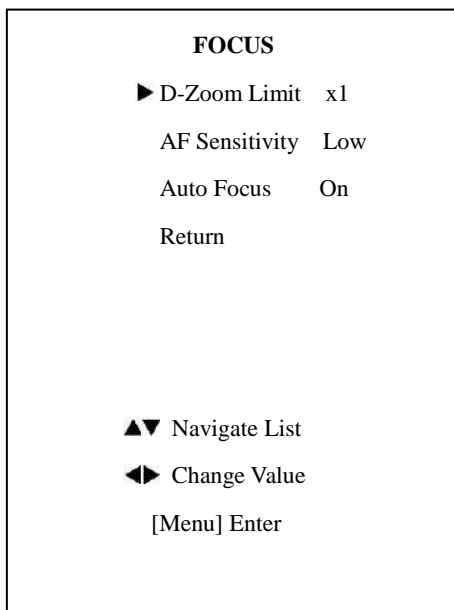 FOCUS
▶ D-Zoom Limit x1
AF Sensitivity Low
Auto Focus On
Return
▲▼ Navigate List
◀▶ Change Value
[Menu] Enter